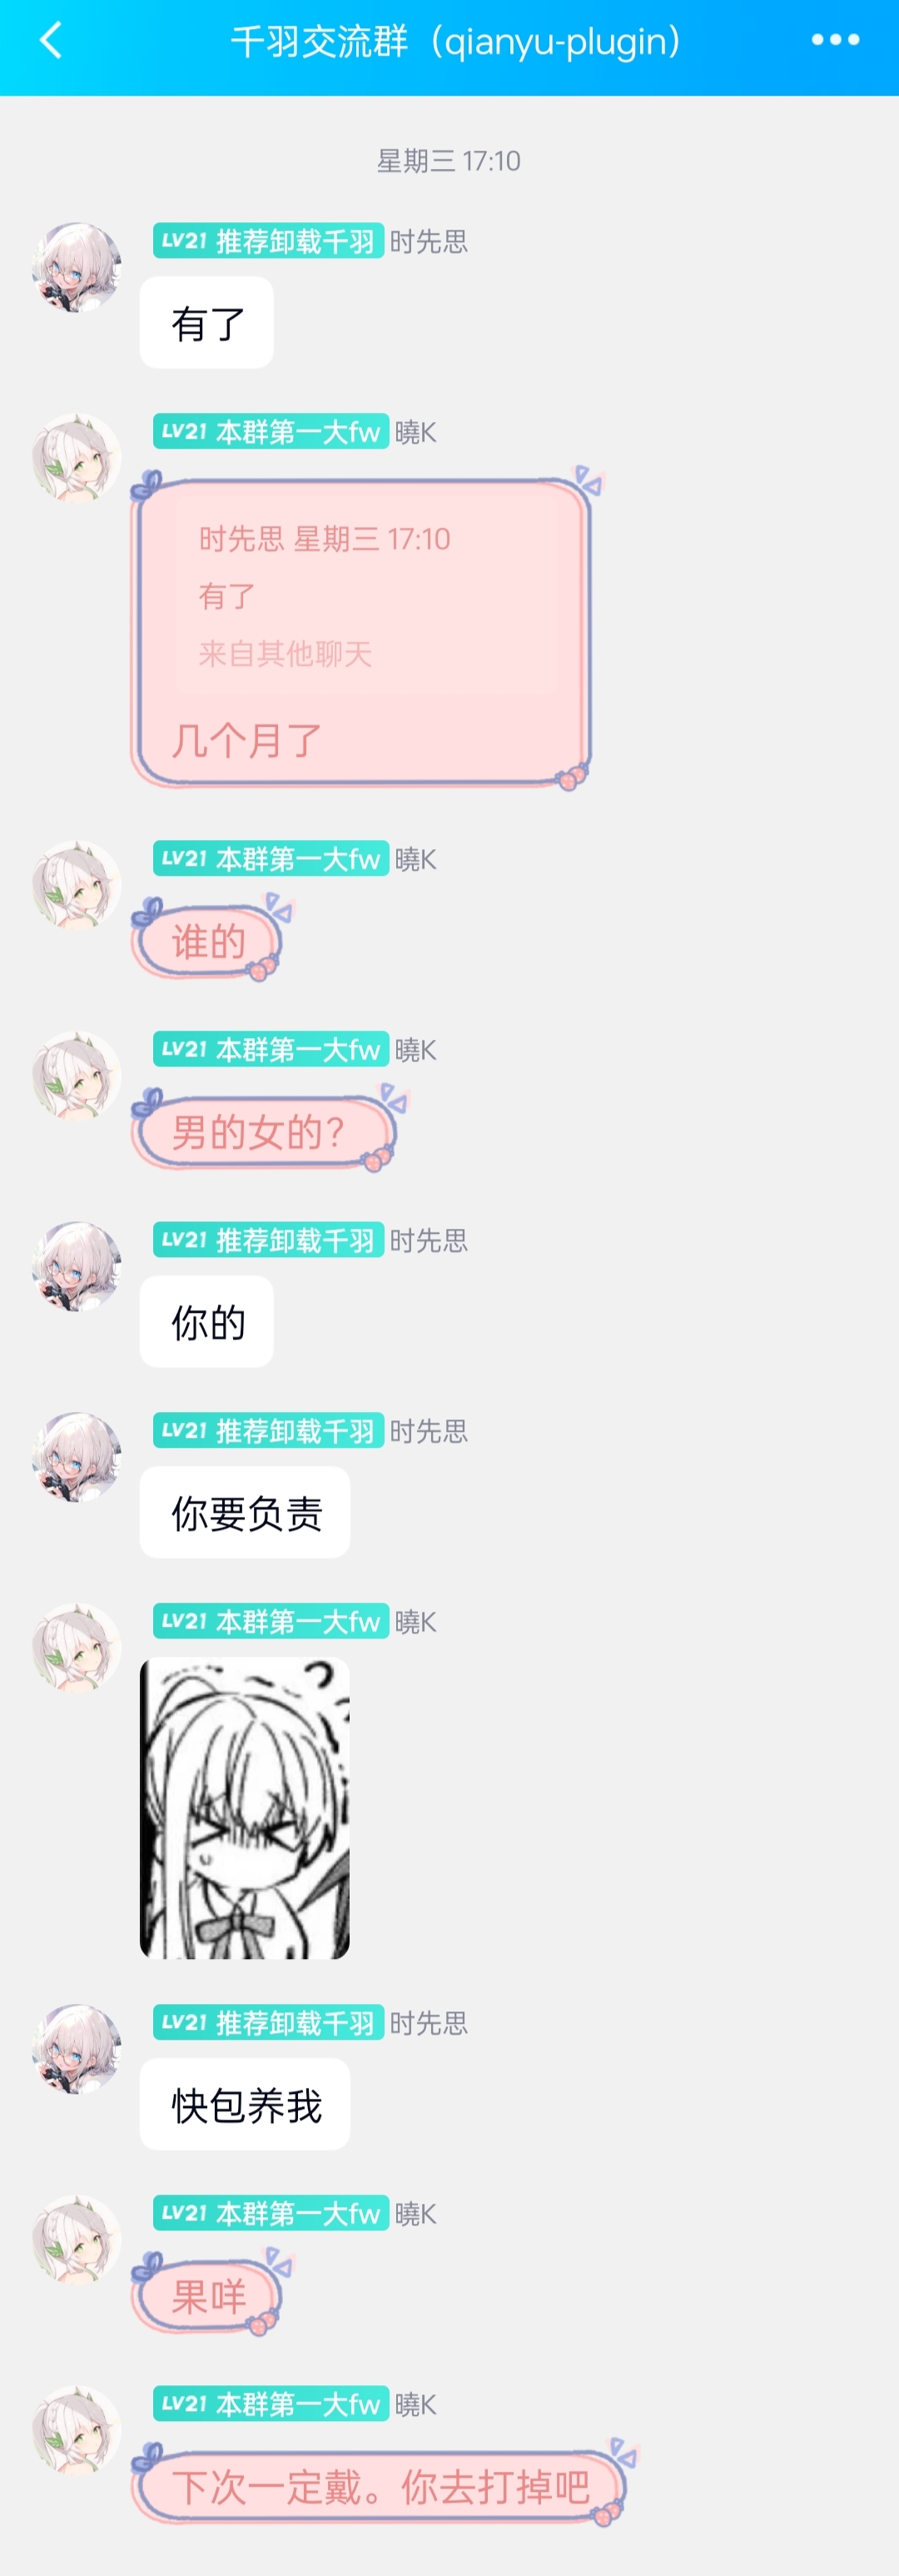 千羽交流群（qianyu-plugin）
星期三 17:10
LV21 推荐卸载千羽 时先思
有了
LV21 本群第一大fw 曉K
时先思 星期三 17:10
有了
来自其他聊天
几个月了
LV21 本群第一大fw 曉K
谁的
LV21 本群第一大fw 曉K
男的女的？
LV21 推荐卸载千羽 时先思
你的
LV21 推荐卸载千羽 时先思
你要负责
LV21 本群第一大fw 曉K
?
LV21 推荐卸载千羽 时先思
快包养我
LV21 本群第一大fw 曉K
果咩
LV21 本群第一大fw 曉K
下次一定戴。你去打掉吧